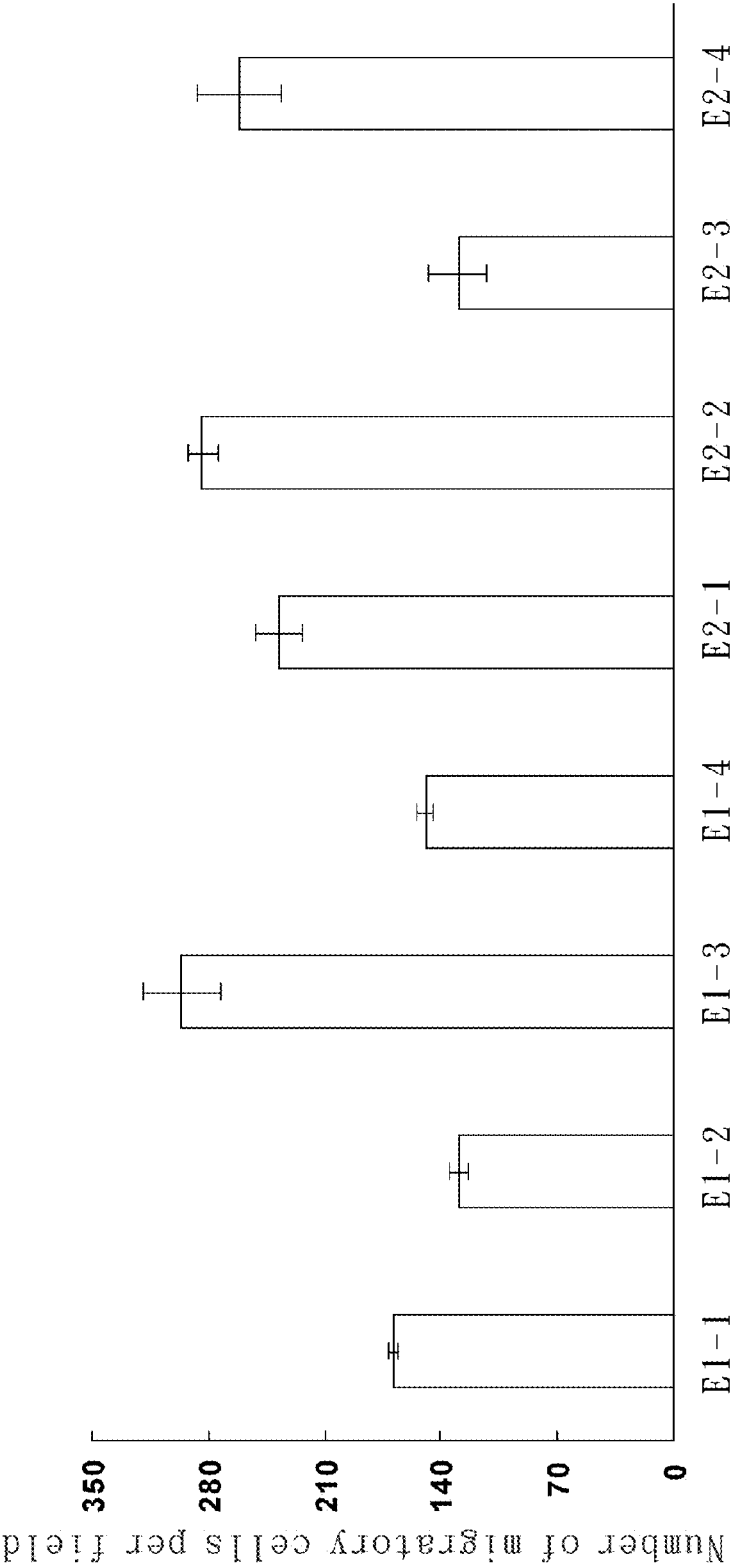 Number of migratory cells per field
350
280
210
140
70
0
E1-1
E1-2
E1-3
E1-4
E2-1
E2-2
E2-3
E2-4